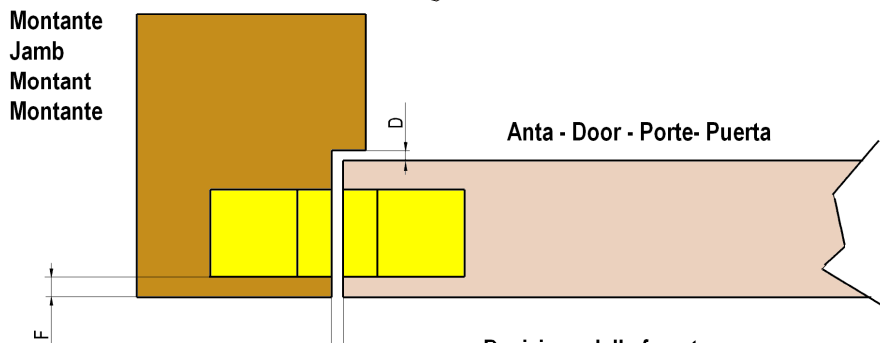 Montante
Jamb
Montant
Montante
D
Anta - Door - Porte- Puerta
F